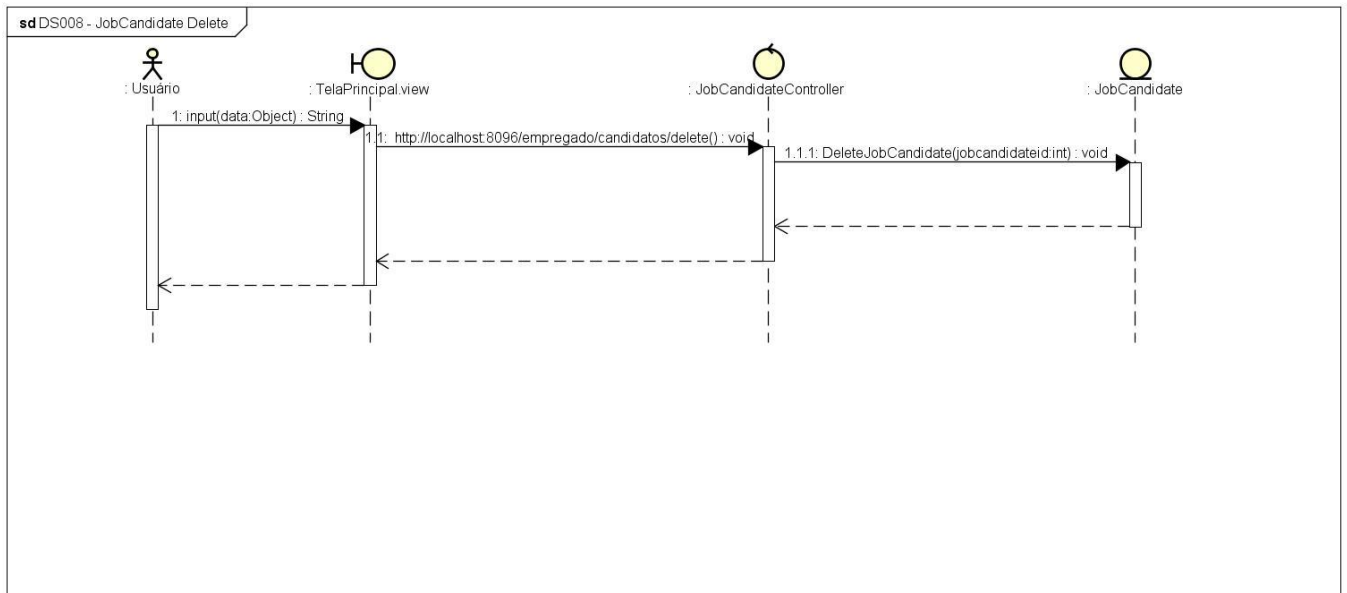 sd DS008 - JobCandidate Delete
: Usuário
: TelaPrincipal.view
: JobCandidateController
: JobCandidate
1: input(data:Object) : String
1.1: http://localhost:8096/empregado/candidatos/delete() : void
1.1.1: DeleteJobCandidate(jobcandidateid:int) : void